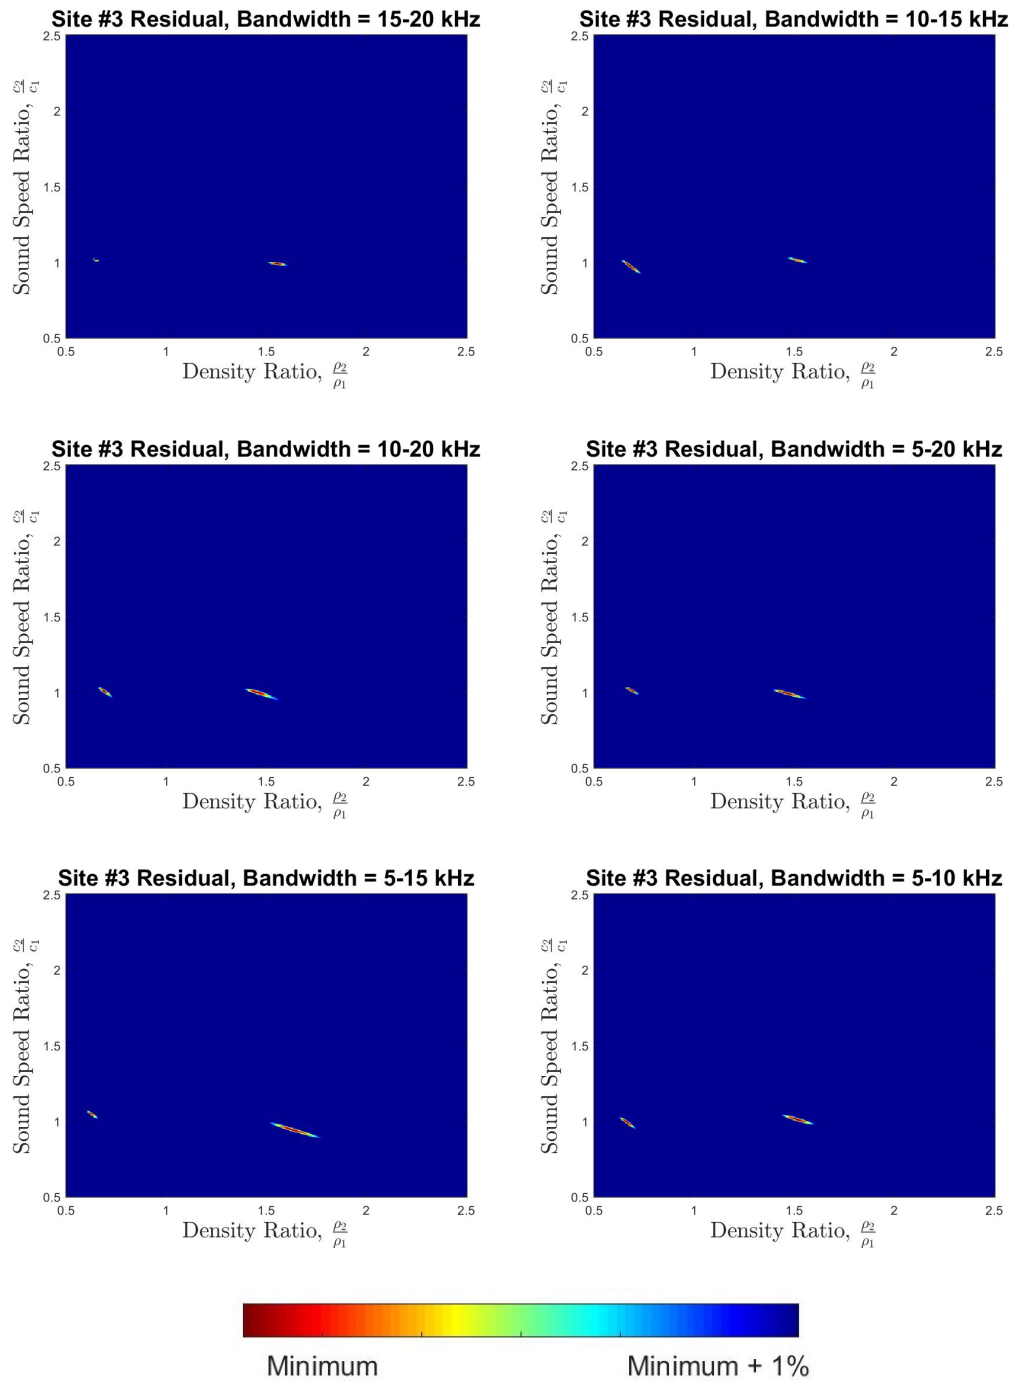 Site #3 Residual, Bandwidth = 15-20 kHz
2.5
2
1.5
1
0.5
Sound Speed Ratio, c₂/c₁
0.5 1 1.5 2 2.5
Density Ratio, ρ₂/ρ₁
Site #3 Residual, Bandwidth = 10-15 kHz
2.5
2
1.5
1
0.5
Sound Speed Ratio, c₂/c₁
0.5 1 1.5 2 2.5
Density Ratio, ρ₂/ρ₁
Site #3 Residual, Bandwidth = 10-20 kHz
2.5
2
1.5
1
0.5
Sound Speed Ratio, c₂/c₁
0.5 1 1.5 2 2.5
Density Ratio, ρ₂/ρ₁
Site #3 Residual, Bandwidth = 5-20 kHz
2.5
2
1.5
1
0.5
Sound Speed Ratio, c₂/c₁
0.5 1 1.5 2 2.5
Density Ratio, ρ₂/ρ₁
Site #3 Residual, Bandwidth = 5-15 kHz
2.5
2
1.5
1
0.5
Sound Speed Ratio, c₂/c₁
0.5 1 1.5 2 2.5
Density Ratio, ρ₂/ρ₁
Site #3 Residual, Bandwidth = 5-10 kHz
2.5
2
1.5
1
0.5
Sound Speed Ratio, c₂/c₁
0.5 1 1.5 2 2.5
Density Ratio, ρ₂/ρ₁
Minimum Minimum + 1%